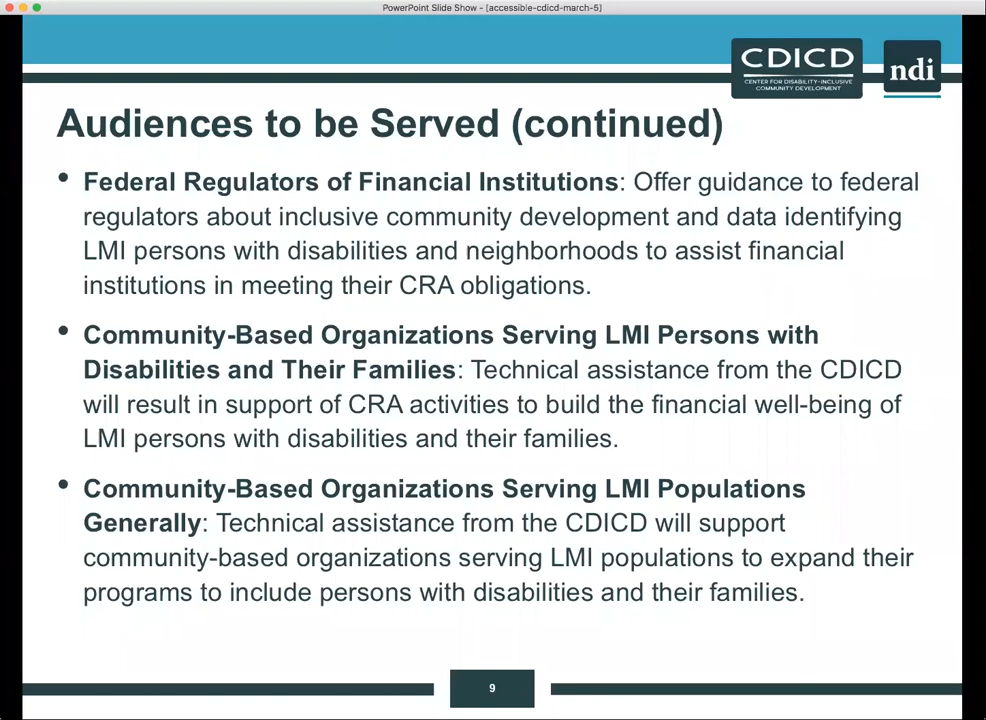 PowerPoint Slide Show - [accessible-cdicd-march-5]
CDICD
CENTER FOR DISABILITY-INCLUSIVE
COMMUNITY DEVELOPMENT
ndi
Audiences to be Served (continued)
• Federal Regulators of Financial Institutions: Offer guidance to federal
regulators about inclusive community development and data identifying
LMI persons with disabilities and neighborhoods to assist financial
institutions in meeting their CRA obligations.
• Community-Based Organizations Serving LMI Persons with
Disabilities and Their Families: Technical assistance from the CDICD
will result in support of CRA activities to build the financial well-being of
LMI persons with disabilities and their families.
• Community-Based Organizations Serving LMI Populations
Generally: Technical assistance from the CDICD will support
community-based organizations serving LMI populations to expand their
programs to include persons with disabilities and their families.
9